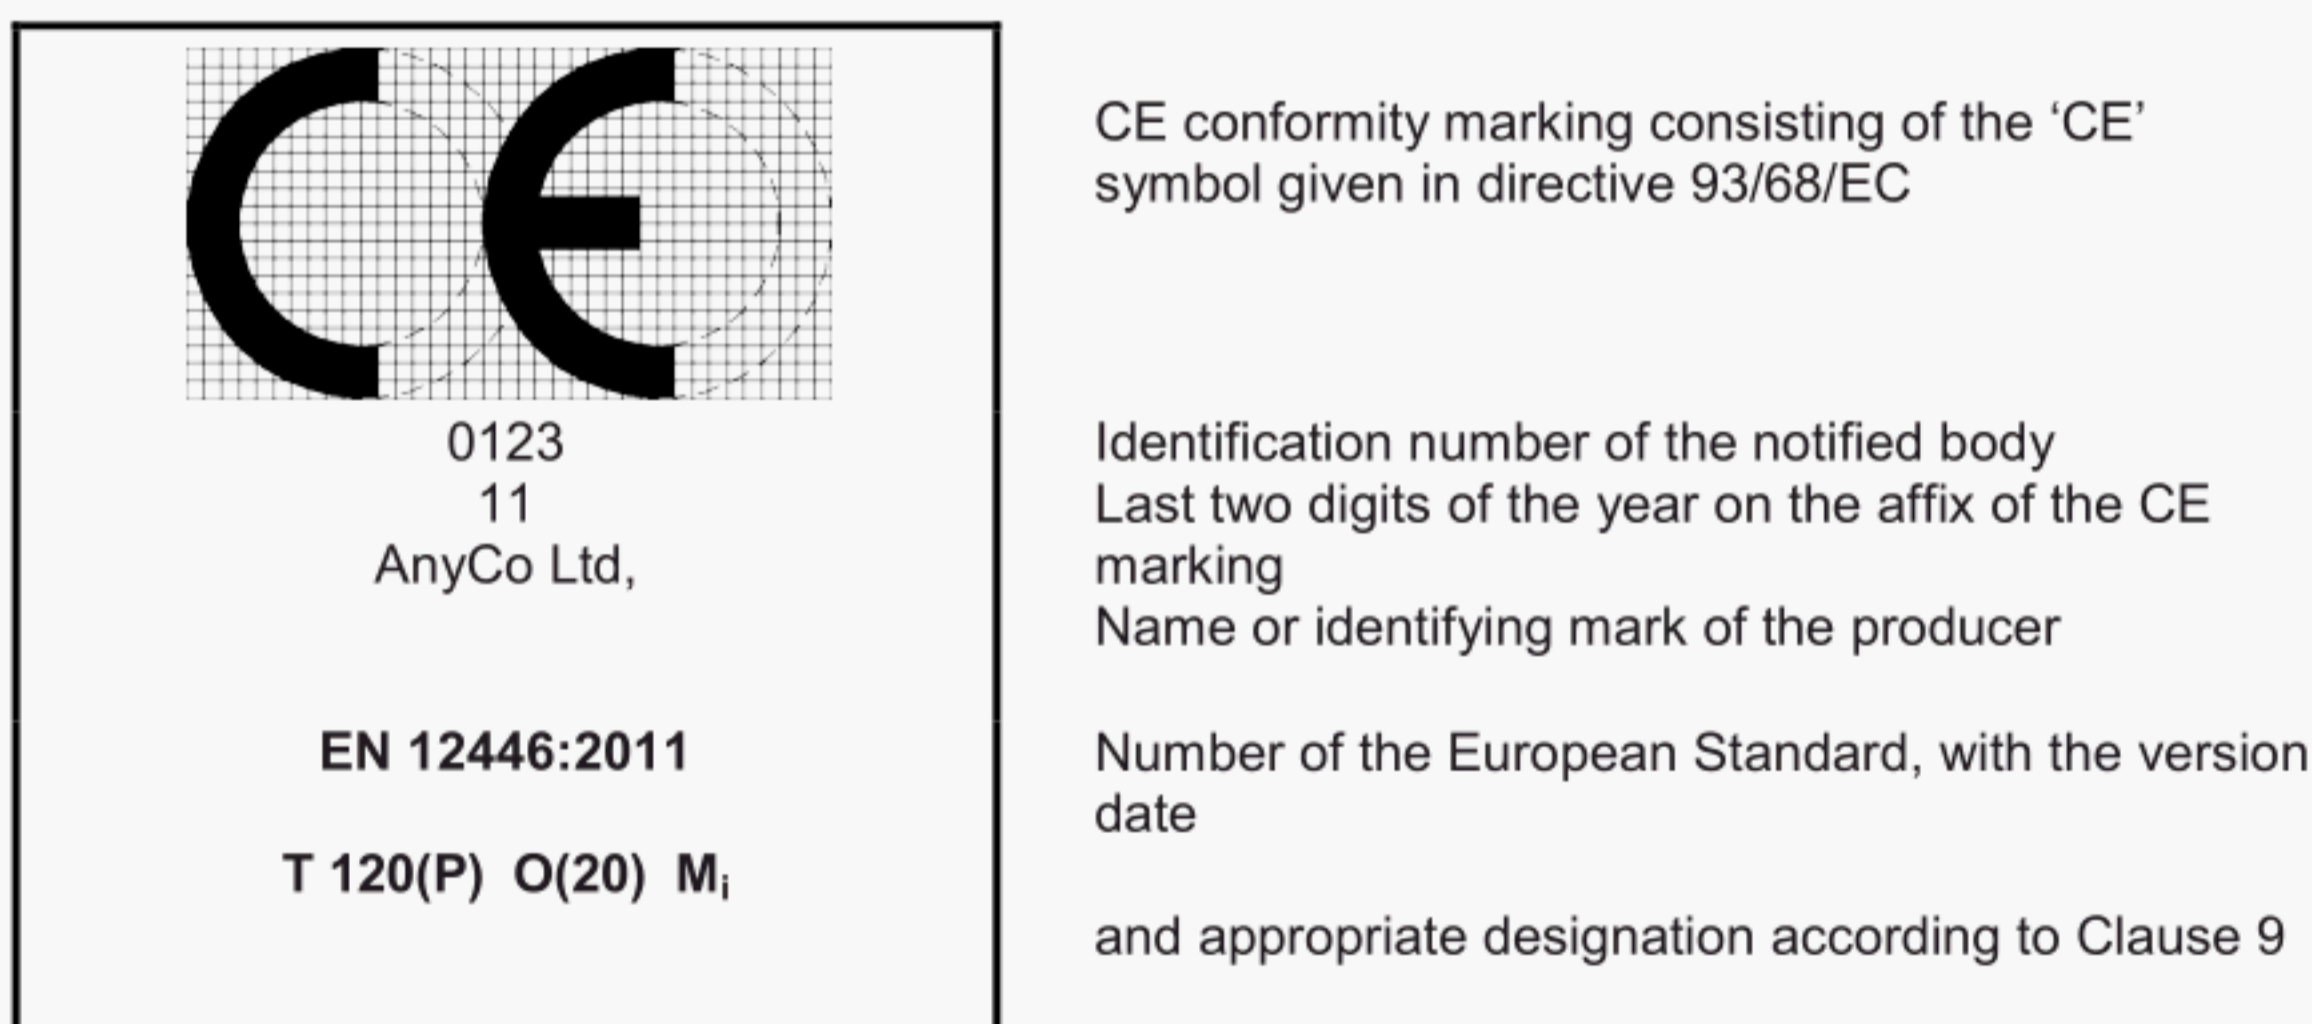 CE
CE conformity marking consisting of the ‘CE’
symbol given in directive 93/68/EC
0123
11
AnyCo Ltd,
Identification number of the notified body
Last two digits of the year on the affix of the CE
marking
Name or identifying mark of the producer
EN 12446:2011
Number of the European Standard, with the version
date
T 120(P) O(20) Mᵢ
and appropriate designation according to Clause 9